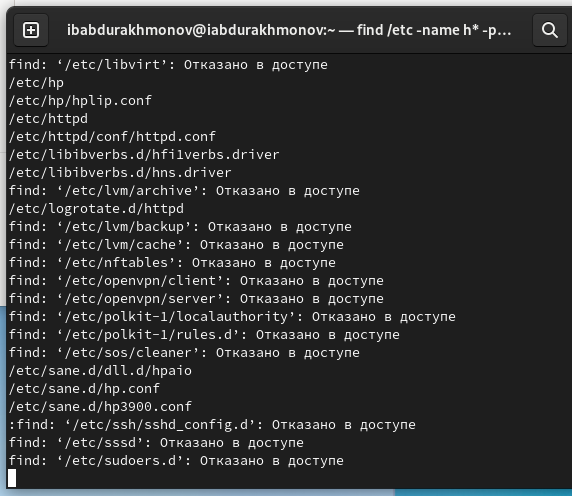 ibabdurakhmonov@iabdurakhmonov:~ — find /etc -name h* -p...
find: ‘/etc/libvirt’: Отказано в доступе
/etc/hp
/etc/hp/hplip.conf
/etc/httpd
/etc/httpd/conf/httpd.conf
/etc/libibverbs.d/hfi1verbs.driver
/etc/libibverbs.d/hns.driver
find: ‘/etc/lvm/archive’: Отказано в доступе
/etc/logrotate.d/httpd
find: ‘/etc/lvm/backup’: Отказано в доступе
find: ‘/etc/lvm/cache’: Отказано в доступе
find: ‘/etc/nftables’: Отказано в доступе
find: ‘/etc/openvpn/client’: Отказано в доступе
find: ‘/etc/openvpn/server’: Отказано в доступе
find: ‘/etc/polkit-1/localauthority’: Отказано в доступе
find: ‘/etc/polkit-1/rules.d’: Отказано в доступе
find: ‘/etc/sos/cleaner’: Отказано в доступе
/etc/sane.d/dll.d/hpaio
/etc/sane.d/hp.conf
/etc/sane.d/hp3900.conf
:find: ‘/etc/ssh/sshd_config.d’: Отказано в доступе
find: ‘/etc/sssd’: Отказано в доступе
find: ‘/etc/sudoers.d’: Отказано в доступе